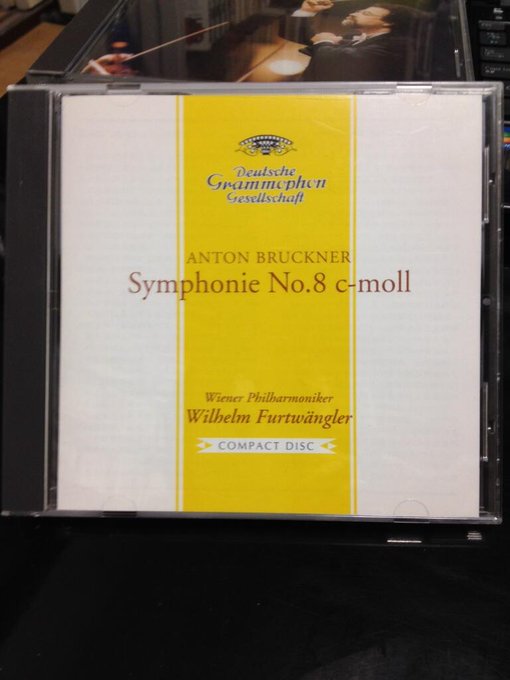 Deutsche
Grammophon
Gesellschaft
ANTON BRUCKNER
Symphonie No.8 c-moll
Wiener Philharmoniker
Wilhelm Furtwängler
COMPACT DISC